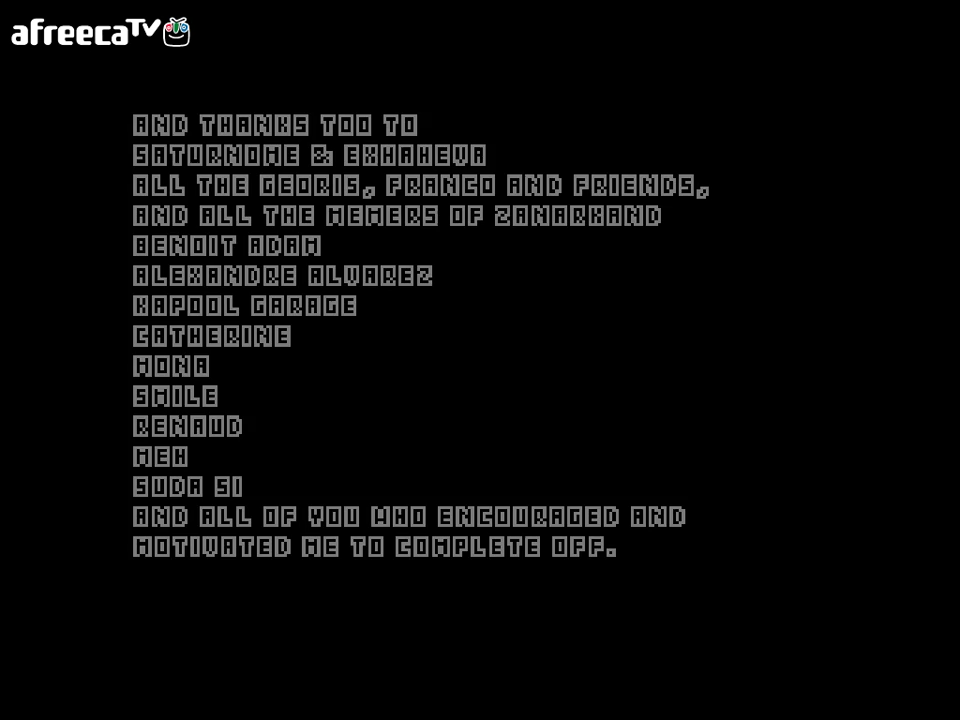 afreecaTV
AND THANKS TOO TO
SATURNOME & EXHAHEVA
ALL THE GEORIS, FRANCO AND FRIENDS,
AND ALL THE MEMERS OF ZANARKAND
BENOIT ADAM
ALEXANDRE ALVAREZ
KAPOOL GARAGE
CATHERINE
MONA
SMILE
RENAUD
MEH
SUDA 51
AND ALL OF YOU WHO ENCOURAGED AND
MOTIVATED ME TO COMPLETE OFF.